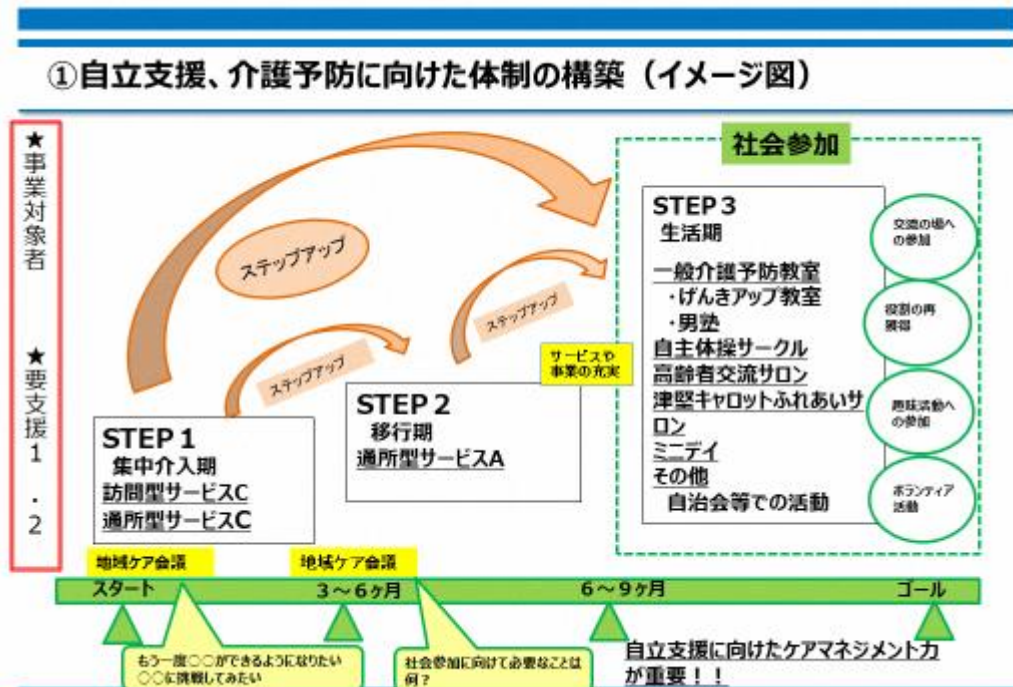 ①自立支援、介護予防に向けた体制の構築（イメージ図）
★事業対象者
★要支援1・2
ステップアップ
ステップアップ
ステップアップ
STEP1
集中介入期
訪問型サービスC
通所型サービスC
STEP2
移行期
通所型サービスA
サービスや
事業の充実
社会参加
STEP3
生活期
一般介護予防教室
・げんきアップ教室
・男塾
自主体操サークル
高齢者交流サロン
津堅キャロットふれあいサ
ロン
ミニデイ
その他
自治会等での活動
交流の場へ
の参加
役割の再
獲得
趣味活動へ
の参加
ボランティア
活動
地域ケア会議
地域ケア会議
スタート
3～6ヶ月
6～9ヶ月
ゴール
もう一度○○ができるようになりたい
○○に挑戦してみたい
社会参加に向けて必要なことは
何？
自立支援に向けたケアマネジメント力
が重要！！